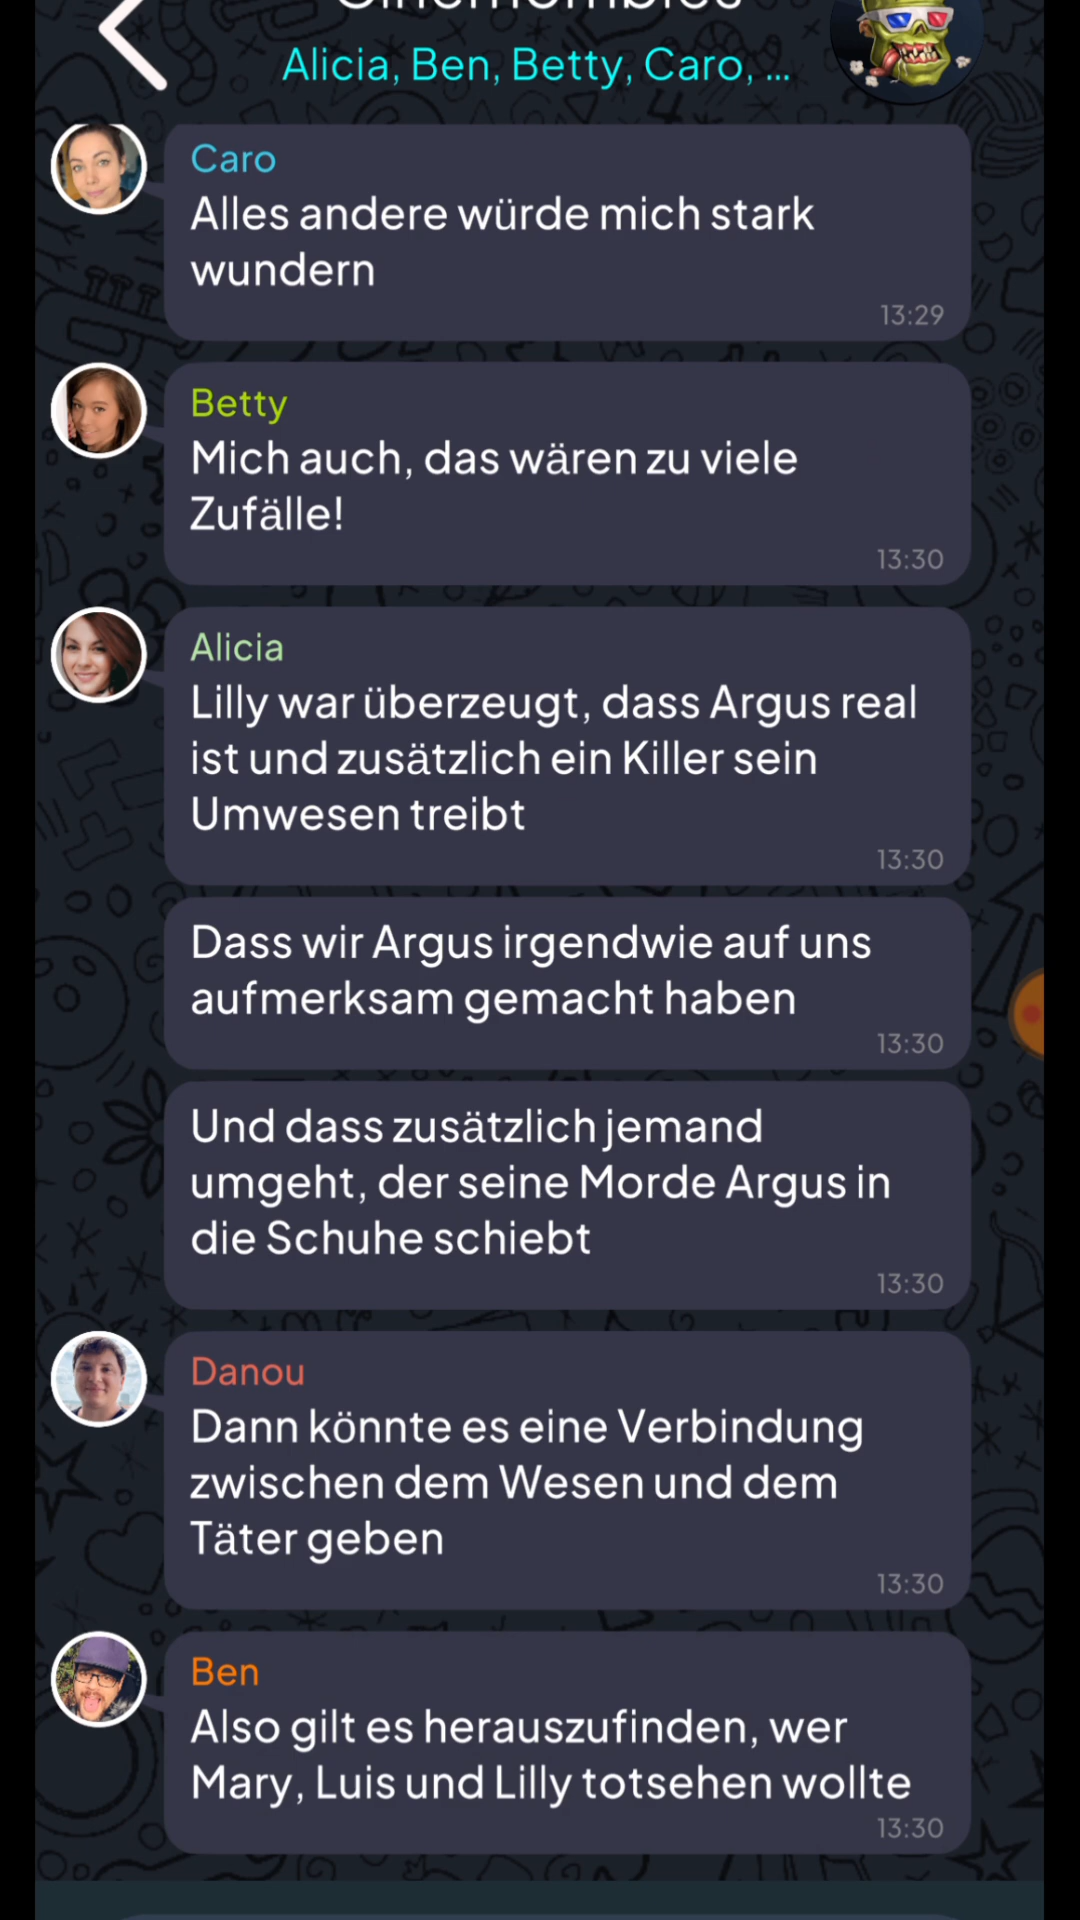 Alicia, Ben, Betty, Caro, ...
Caro
Alles andere würde mich stark
wundern
13:29
Betty
Mich auch, das wären zu viele
Zufälle!
13:30
Alicia
Lilly war überzeugt, dass Argus real
ist und zusätzlich ein Killer sein
Umwesen treibt
13:30
Dass wir Argus irgendwie auf uns
aufmerksam gemacht haben
13:30
Und dass zusätzlich jemand
umgeht, der seine Morde Argus in
die Schuhe schiebt
13:30
Danou
Dann könnte es eine Verbindung
zwischen dem Wesen und dem
Täter geben
13:30
Ben
Also gilt es herauszufinden, wer
Mary, Luis und Lilly totsehen wollte
13:30